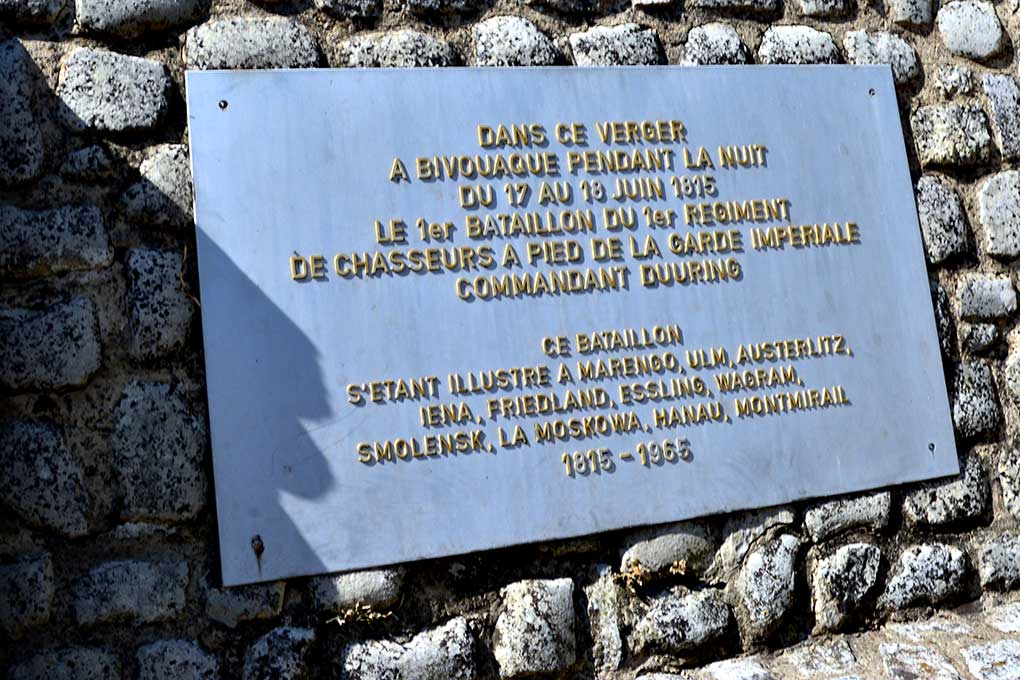 DANS CE VERGER
A BIVOUAQUE PENDANT LA NUIT
DU 17 AU 18 JUIN 1815
LE 1er BATAILLON DU 1er REGIMENT
DE CHASSEURS A PIED DE LA GARDE IMPERIALE
COMMANDANT DUURING
CE BATAILLON
S'ETANT ILLUSTRE A MARENGO, ULM, AUSTERLITZ,
IENA, FRIEDLAND, ESSLING, WAGRAM,
SMOLENSK, LA MOSKOWA, HANAU, MONTMIRAIL
1815 - 1965